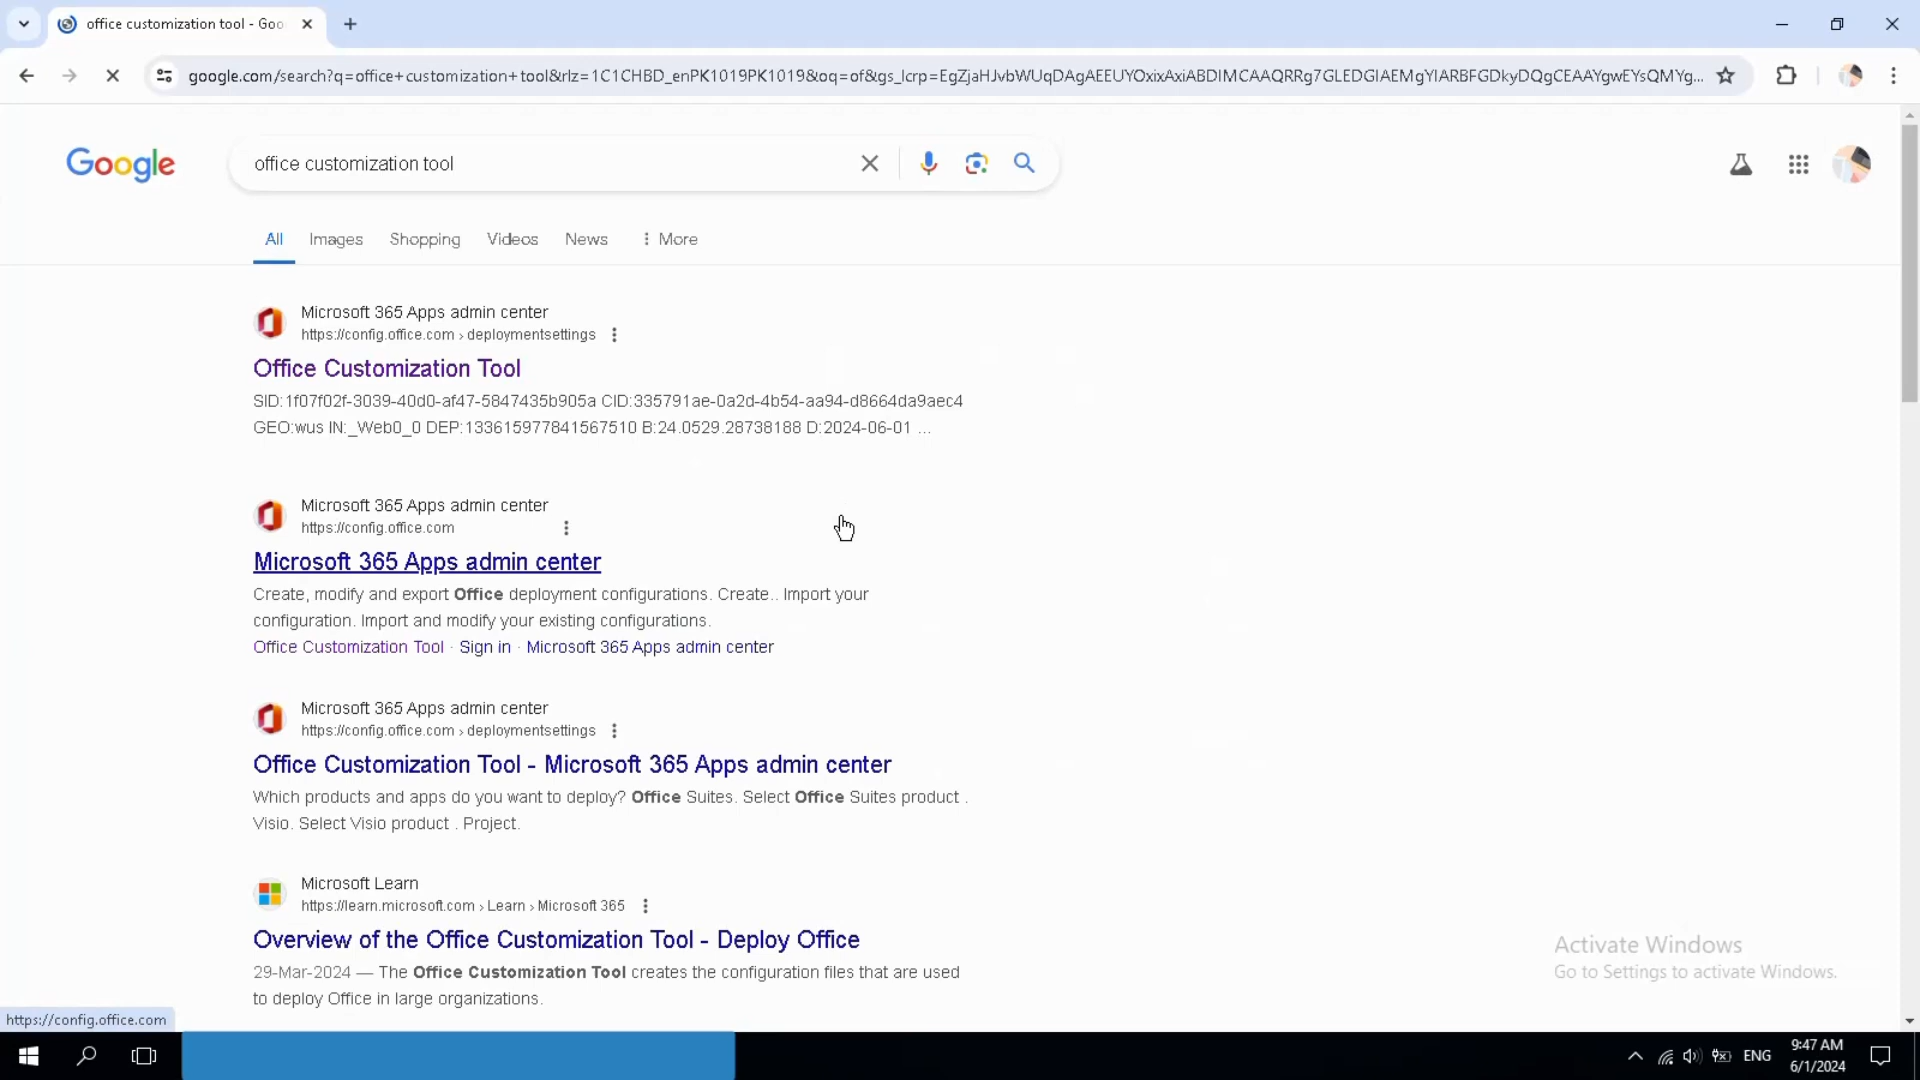 office customization tool - Goo
google.com/search?q=office+customization+tool&rlz=1C1CHBD_enPK1019PK1019&oq=of&gs_lcrp=EgZjaHJvbWUqDAgAEEUYOxixAxiABDIMCAAQRRg7GLEDGIAEMgYIARBFGDkyDQgCEAAYgwEYsQMYg...
Google
office customization tool
All Images Shopping Videos News More
Microsoft 365 Apps admin center
https://config.office.com › deploymentsettings
Office Customization Tool
SID:1f07f02f-3039-40d0-af47-5847435b905a CID:335791ae-0a2d-4b54-aa94-d8664da9aec4
GEO:wus IN:_Web0_0 DEP:133615977841567510 B:24.0529.28738188 D:2024-06-01 ...
Microsoft 365 Apps admin center
https://config.office.com
Microsoft 365 Apps admin center
Create, modify and export Office deployment configurations. Create.. Import your
configuration. Import and modify your existing configurations.
Office Customization Tool · Sign in · Microsoft 365 Apps admin center
Microsoft 365 Apps admin center
https://config.office.com › deploymentsettings
Office Customization Tool - Microsoft 365 Apps admin center
Which products and apps do you want to deploy? Office Suites. Select Office Suites product .
Visio. Select Visio product . Project.
Microsoft Learn
https://learn.microsoft.com › Learn › Microsoft 365
Overview of the Office Customization Tool - Deploy Office
29-Mar-2024 — The Office Customization Tool creates the configuration files that are used
to deploy Office in large organizations.
Activate Windows
Go to Settings to activate Windows.
https://config.office.com
ENG
9:47 AM
6/1/2024